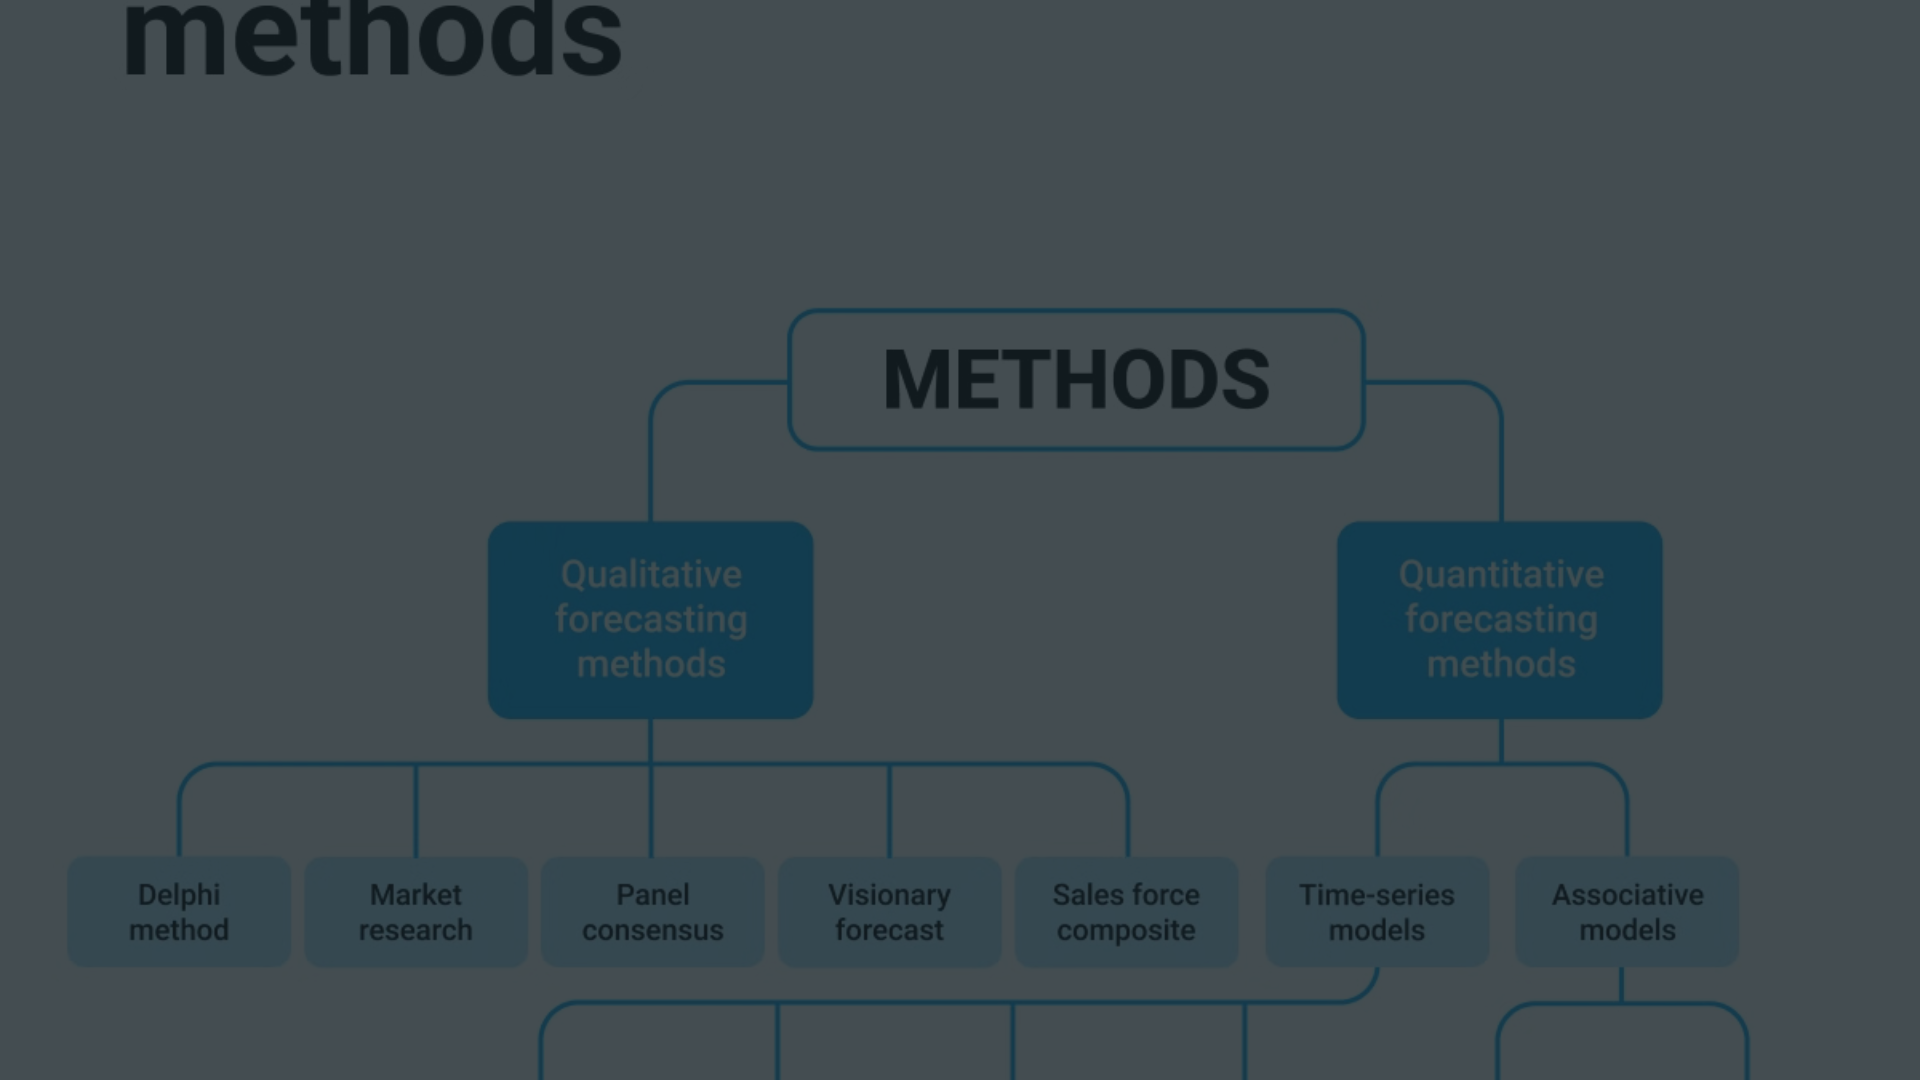 methods
METHODS
Qualitative
forecasting
methods
Quantitative
forecasting
methods
Delphi
method
Market
research
Panel
consensus
Visionary
forecast
Sales force
composite
Time-series
models
Associative
models